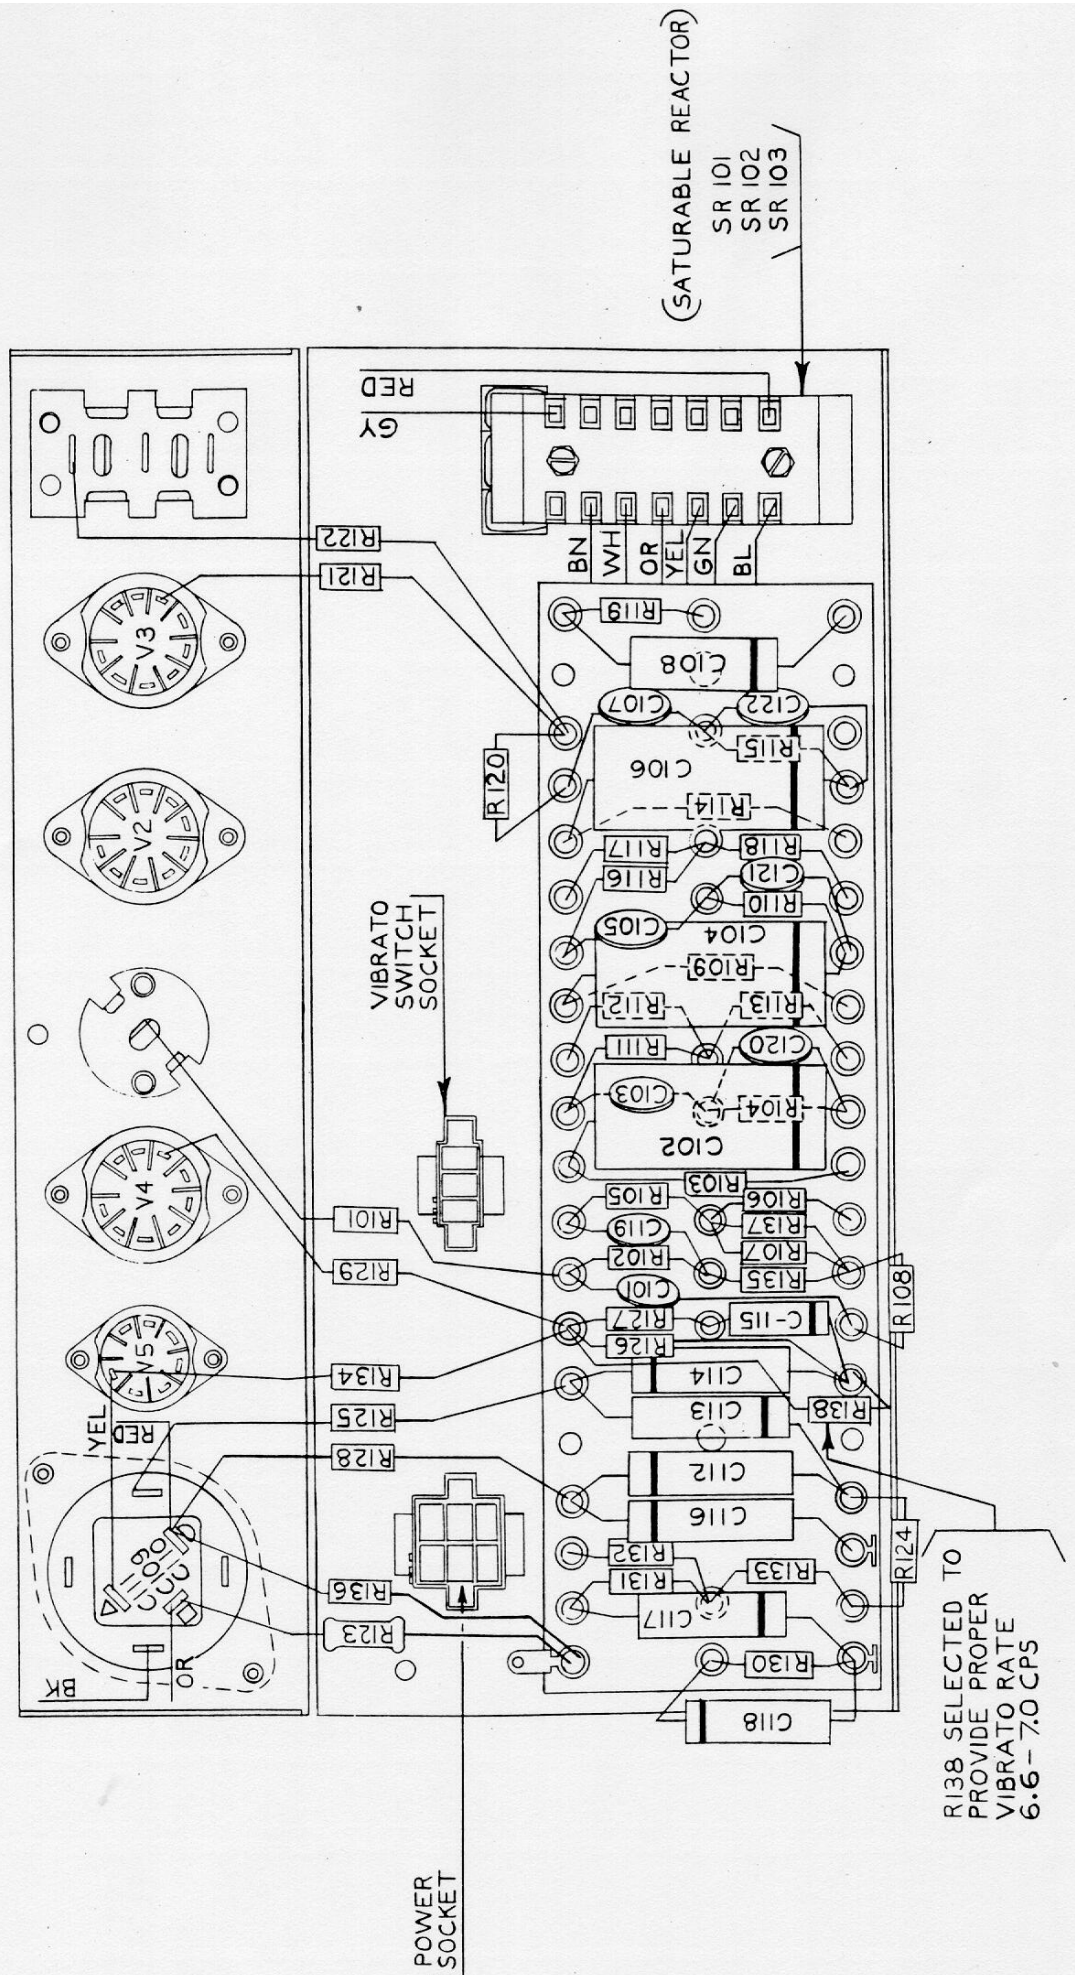 (SATURABLE REACTOR)
SR 101
SR 102
SR 103
RED
GY
R122
R121
V3
BN
WH
OR
YEL
GN
BL
R119
C108
C107
C122
R115
R120
C106
R114
V2
R117
R118
R116
C121
R110
C105
C104
R109
R112
R113
VIBRATO
SWITCH
SOCKET
R111
C120
C103
R104
C102
R103
V4
R101
R105
R106
C119
R137
R107
R102
R135
R108
R129
C101
R127
C-115
R126
V5
R134
C114
R125
C113
R138
YEL
RED
R128
C112
C116
R124
C109
C110
C111
R136
R132
R131
R133
C117
R123
R130
BK
OR
C118
POWER
SOCKET
R138 SELECTED TO
PROVIDE PROPER
VIBRATO RATE
6.6-7.0 CPS